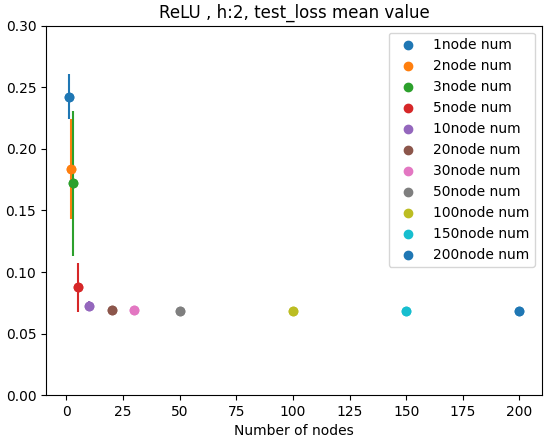 ReLU , h:2, test_loss mean value
0.30
0.25
0.20
0.15
0.10
0.05
0.00
1node num
2node num
3node num
5node num
10node num
20node num
30node num
50node num
100node num
150node num
200node num
0 25 50 75 100 125 150 175 200
Number of nodes